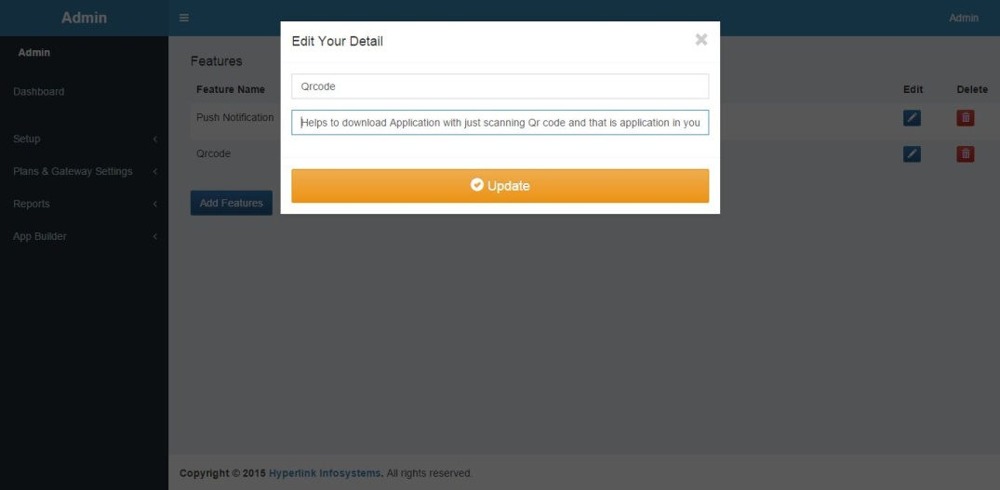 Admin
Admin
Edit Your Detail
Admin
Features
Qrcode
Feature Name
Edit
Delete
Dashboard
Helps to download Application with just scanning Qr code and that is application in you
Push Notification
Setup
Qrcode
Plans & Gateway Settings
Update
Reports
Add Features
App Builder
Copyright © 2015 Hyperlink Infosystems. All rights reserved.